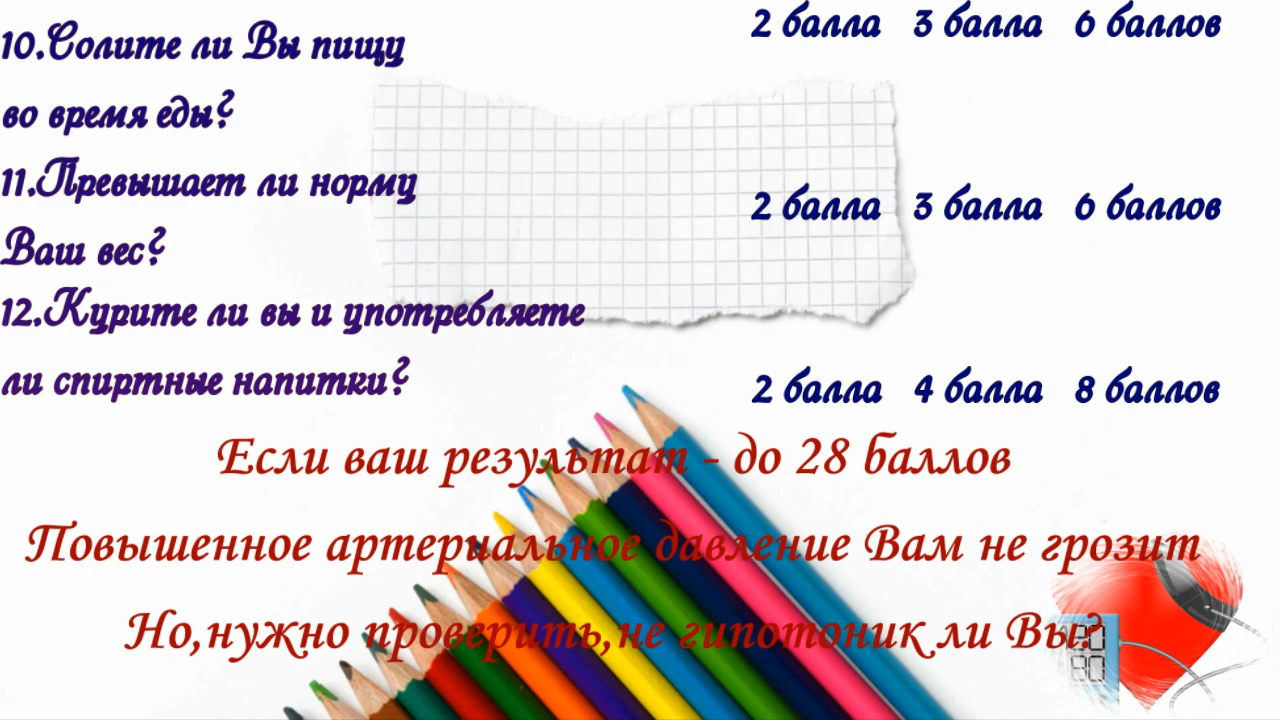 10.Солите ли Вы пищу
во время еды?
2 балла 3 балла 6 баллов
11.Превышает ли норму
Ваш вес?
2 балла 3 балла 6 баллов
12.Курите ли вы и употребляете
ли спиртные напитки?
2 балла 4 балла 8 баллов
Если ваш результат - до 28 баллов
Повышенное артериальное давление Вам не грозит
Но,нужно проверить,не гипотоник ли Вы?